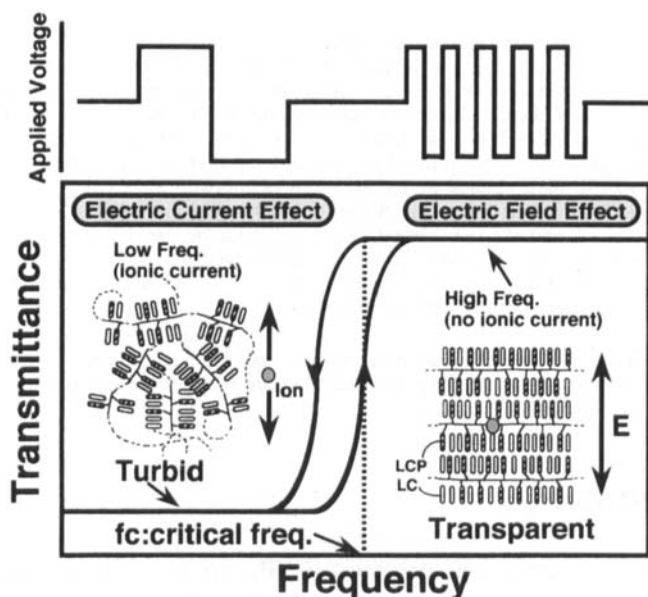 Applied Voltage
Electric Current Effect
Electric Field Effect
Transmittance
Low Freq.
(ionic current)
High Freq.
(no ionic current)
Ion
E
LCP
LC
Turbid
Transparent
fc:critical freq.
Frequency